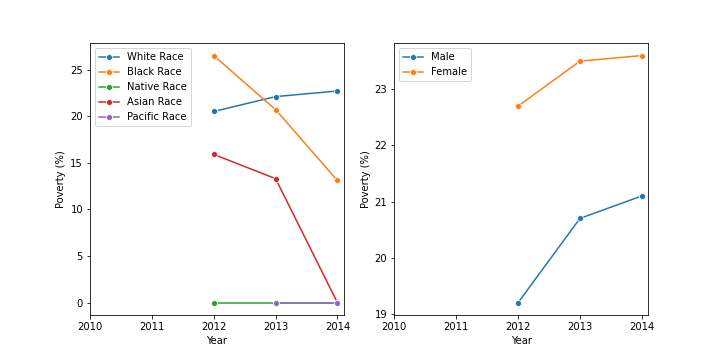 White Race
Black Race
Native Race
Asian Race
Pacific Race
25
20
15
10
5
0
Poverty (%)
2010 2011 2012 2013 2014
Year
Male
Female
23
22
21
20
19
Poverty (%)
2010 2011 2012 2013 2014
Year